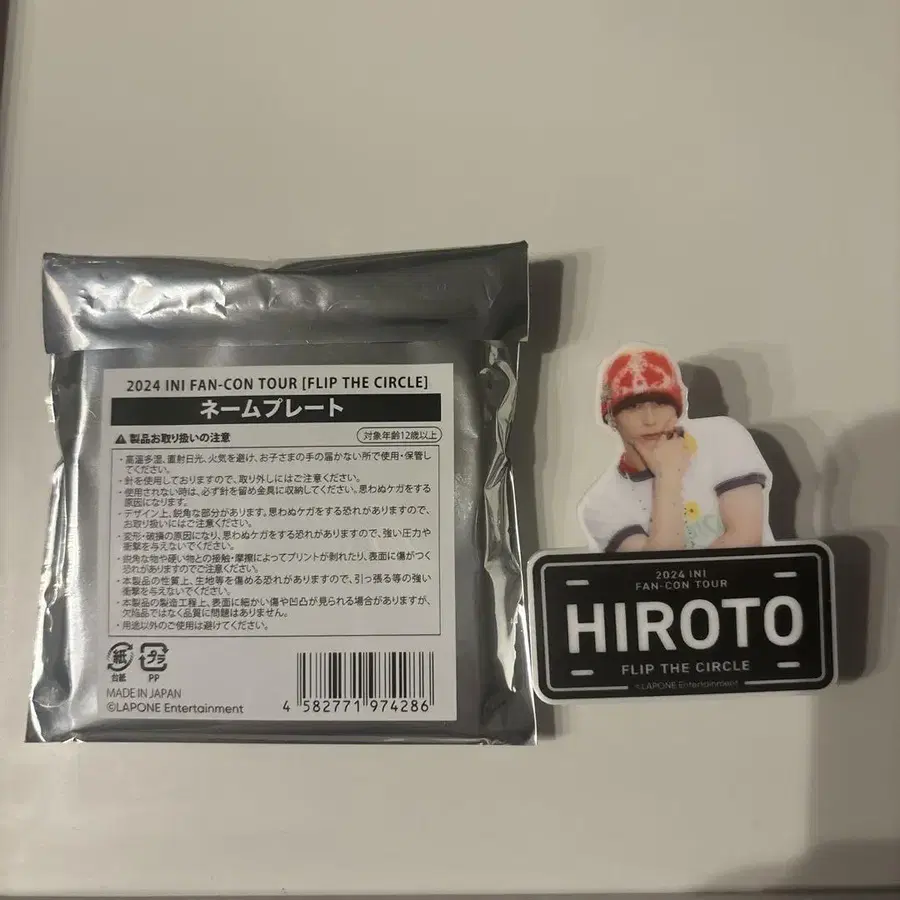 2024 INI FAN-CON TOUR [FLIP THE CIRCLE]
ネームプレート
⚠ 製品お取り扱いの注意
対象年齢12歳以上
・高温多湿、直射日光、火気を避け、お子さまの手の届かない所で使用・保管し
てください。
・針を使用しておりますので、取り外しにはご注意ください。
・使用されない時は、必ず針を留め金具に収納してください。思わぬケガをする
原因になります。
・デザイン上、鋭角な部分があります。思わぬケガをする恐れがありますので、
お取り扱いにはご注意ください。
・変形・破損の原因になり、思わぬケガをする恐れがありますので、強い圧力や
衝撃を与えないでください。
・鋭角な物や硬い物との接触・摩擦によってプリントが剥れたり、表面に傷がつく
恐れがありますのでご注意ください。
・本製品の性質上、生地等を傷める恐れがありますので、引っ張る等の強い
衝撃を与えないでください。
・本製品の製造工程上、表面に細かい傷や凹凸が見られる場合がありますが、
欠陥品ではなく品質に問題はありません。
・用途以外のご使用は避けてください。
紙
プラ
台紙
PP
MADE IN JAPAN
©LAPONE Entertainment
4 582771 974286
2024 INI
FAN-CON TOUR
HIROTO
FLIP THE CIRCLE
©LAPONE Entertainment